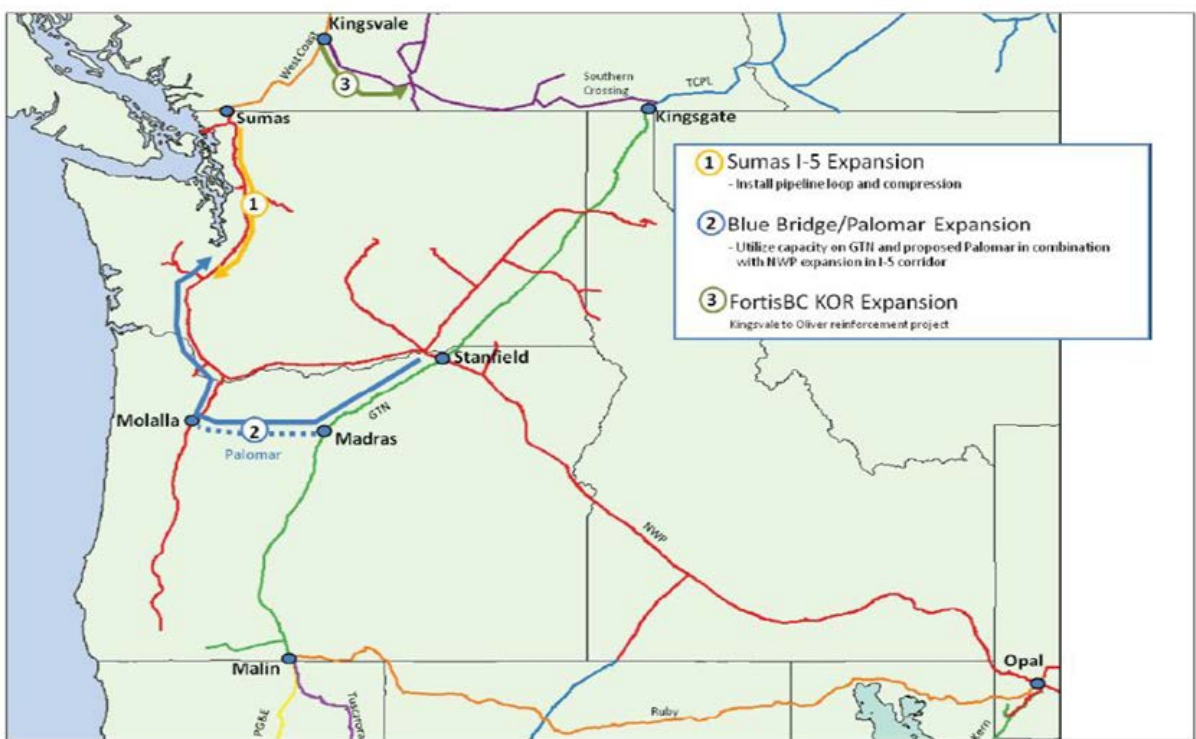 Kingsvale
WestCoast
3
Southern
Crossing
TCPL
Sumas
Kingsgate
1
1 Sumas I-5 Expansion
- Install pipeline loop and compression
2 Blue Bridge/Palomar Expansion
- Utilize capacity on GTN and proposed Palomar in combination
with NWP expansion in I-5 corridor
3 FortisBC KOR Expansion
Kingsvale to Oliver reinforcement project
Stanfield
GTN
Molalla
2
Madras
Palomar
NWP
Malin
Opal
PG&E
Tuscarora
Ruby
Kern